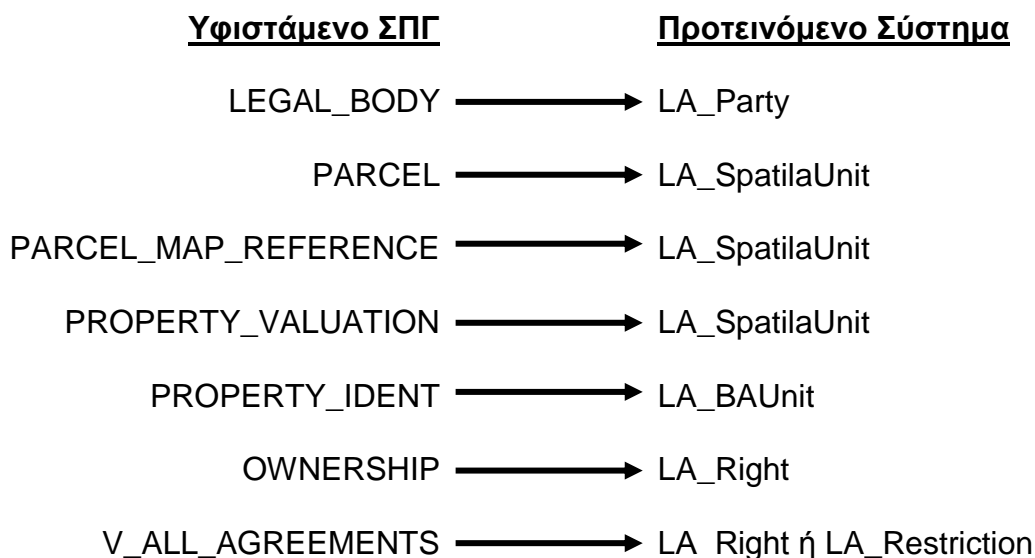 Υφιστάμενο ΣΠΓ Προτεινόμενο Σύστημα
LEGAL_BODY LA_Party
PARCEL LA_SpatilaUnit
PARCEL_MAP_REFERENCE LA_SpatilaUnit
PROPERTY_VALUATION LA_SpatilaUnit
PROPERTY_IDENT LA_BAUnit
OWNERSHIP LA_Right
V_ALL_AGREEMENTS LA_Right ή LA_Restriction